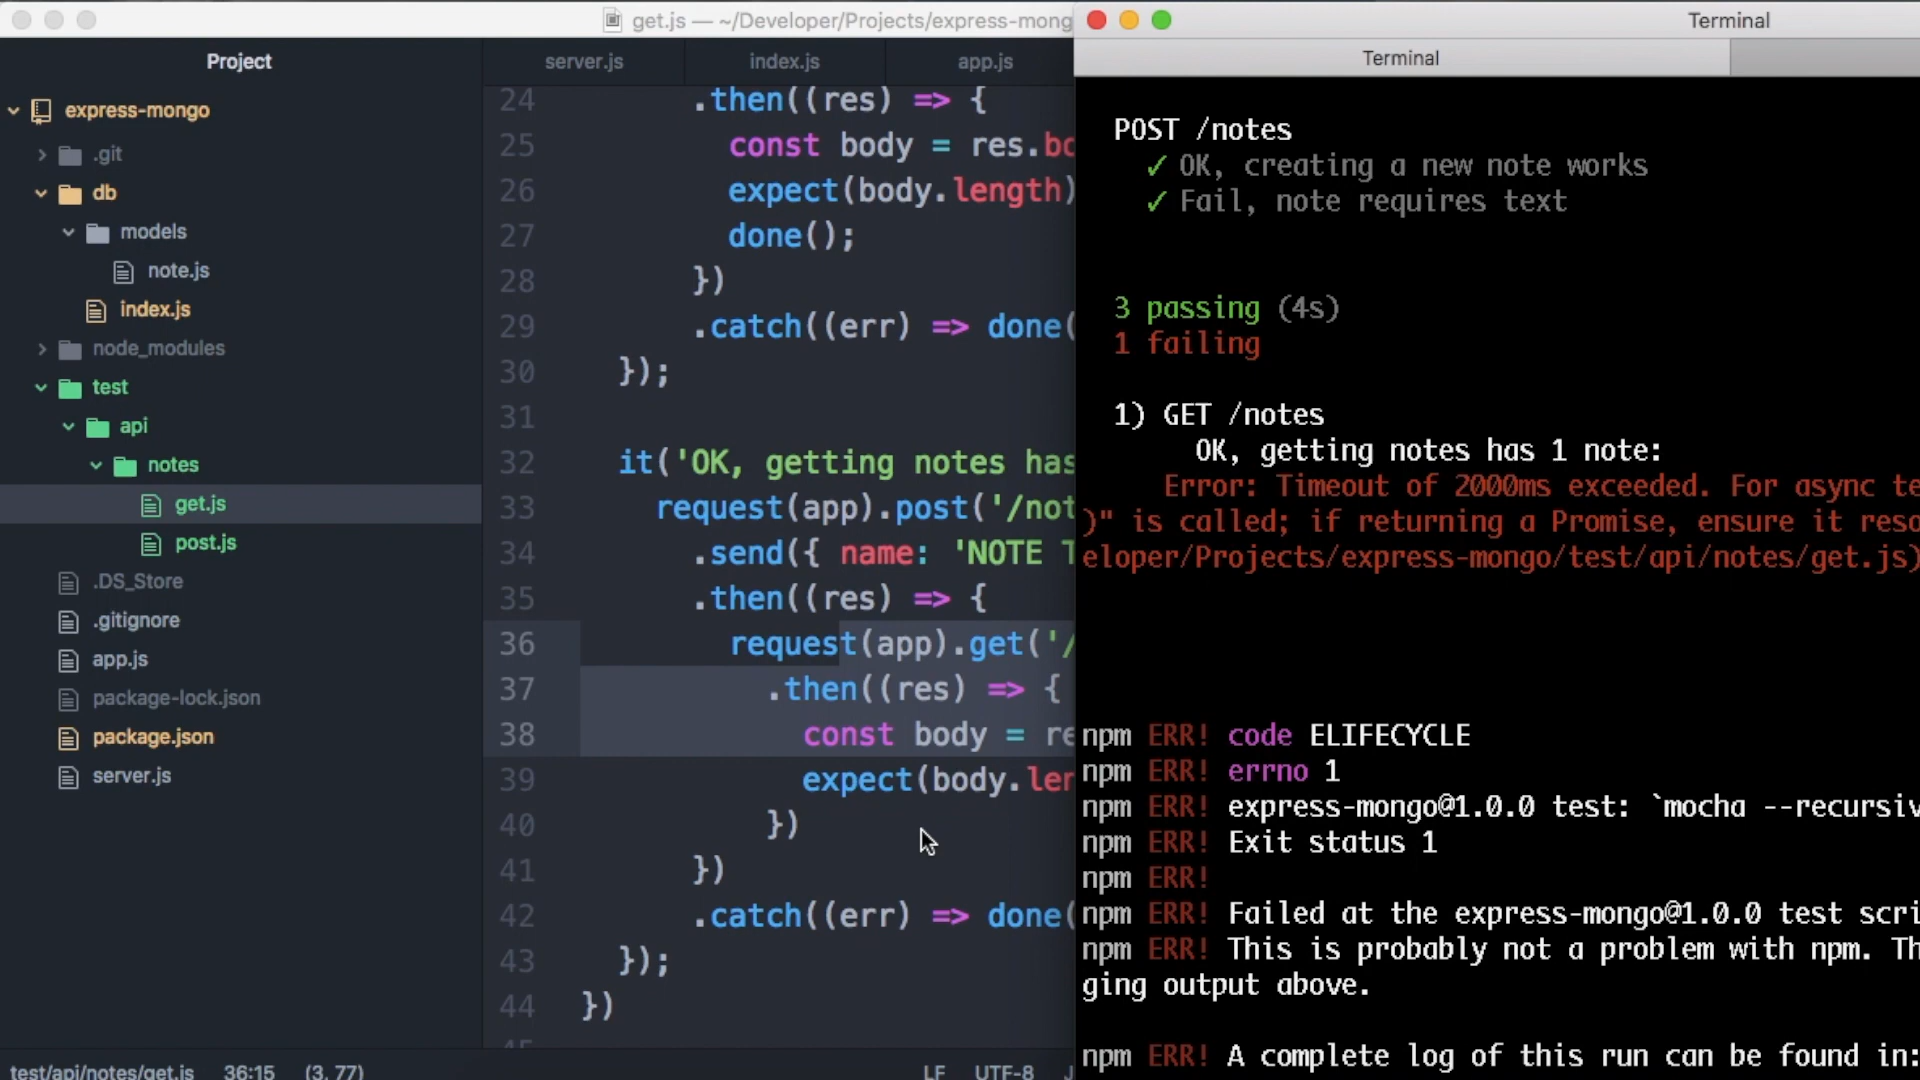 get.js — ~/Developer/Projects/express-mong
Project
express-mongo
.git
db
models
note.js
index.js
node_modules
test
api
notes
get.js
post.js
.DS_Store
.gitignore
app.js
package-lock.json
package.json
server.js
server.js
index.js
app.js
24 .then((res) => {
25 const body = res.bo
26 expect(body.length)
27 done();
28 })
29 .catch((err) => done(
30 });
31
32 it('OK, getting notes has
33 request(app).post('/not
34 .send({ name: 'NOTE T
35 .then((res) => {
36 request(app).get('/
37 .then((res) => {
38 const body = re
39 expect(body.len
40 })
41 })
42 .catch((err) => done(
43 });
44 })
test/api/notes/get.js 36:15 (3, 77)
LF UTF-8
Terminal
Terminal
POST /notes
✓ OK, creating a new note works
✓ Fail, note requires text
3 passing (4s)
1 failing
1) GET /notes
OK, getting notes has 1 note:
Error: Timeout of 2000ms exceeded. For async te
)" is called; if returning a Promise, ensure it reso
eloper/Projects/express-mongo/test/api/notes/get.js)
npm ERR! code ELIFECYCLE
npm ERR! errno 1
npm ERR! express-mongo@1.0.0 test: `mocha --recursiv
npm ERR! Exit status 1
npm ERR!
npm ERR! Failed at the express-mongo@1.0.0 test scri
npm ERR! This is probably not a problem with npm. Th
ging output above.
npm ERR! A complete log of this run can be found in: